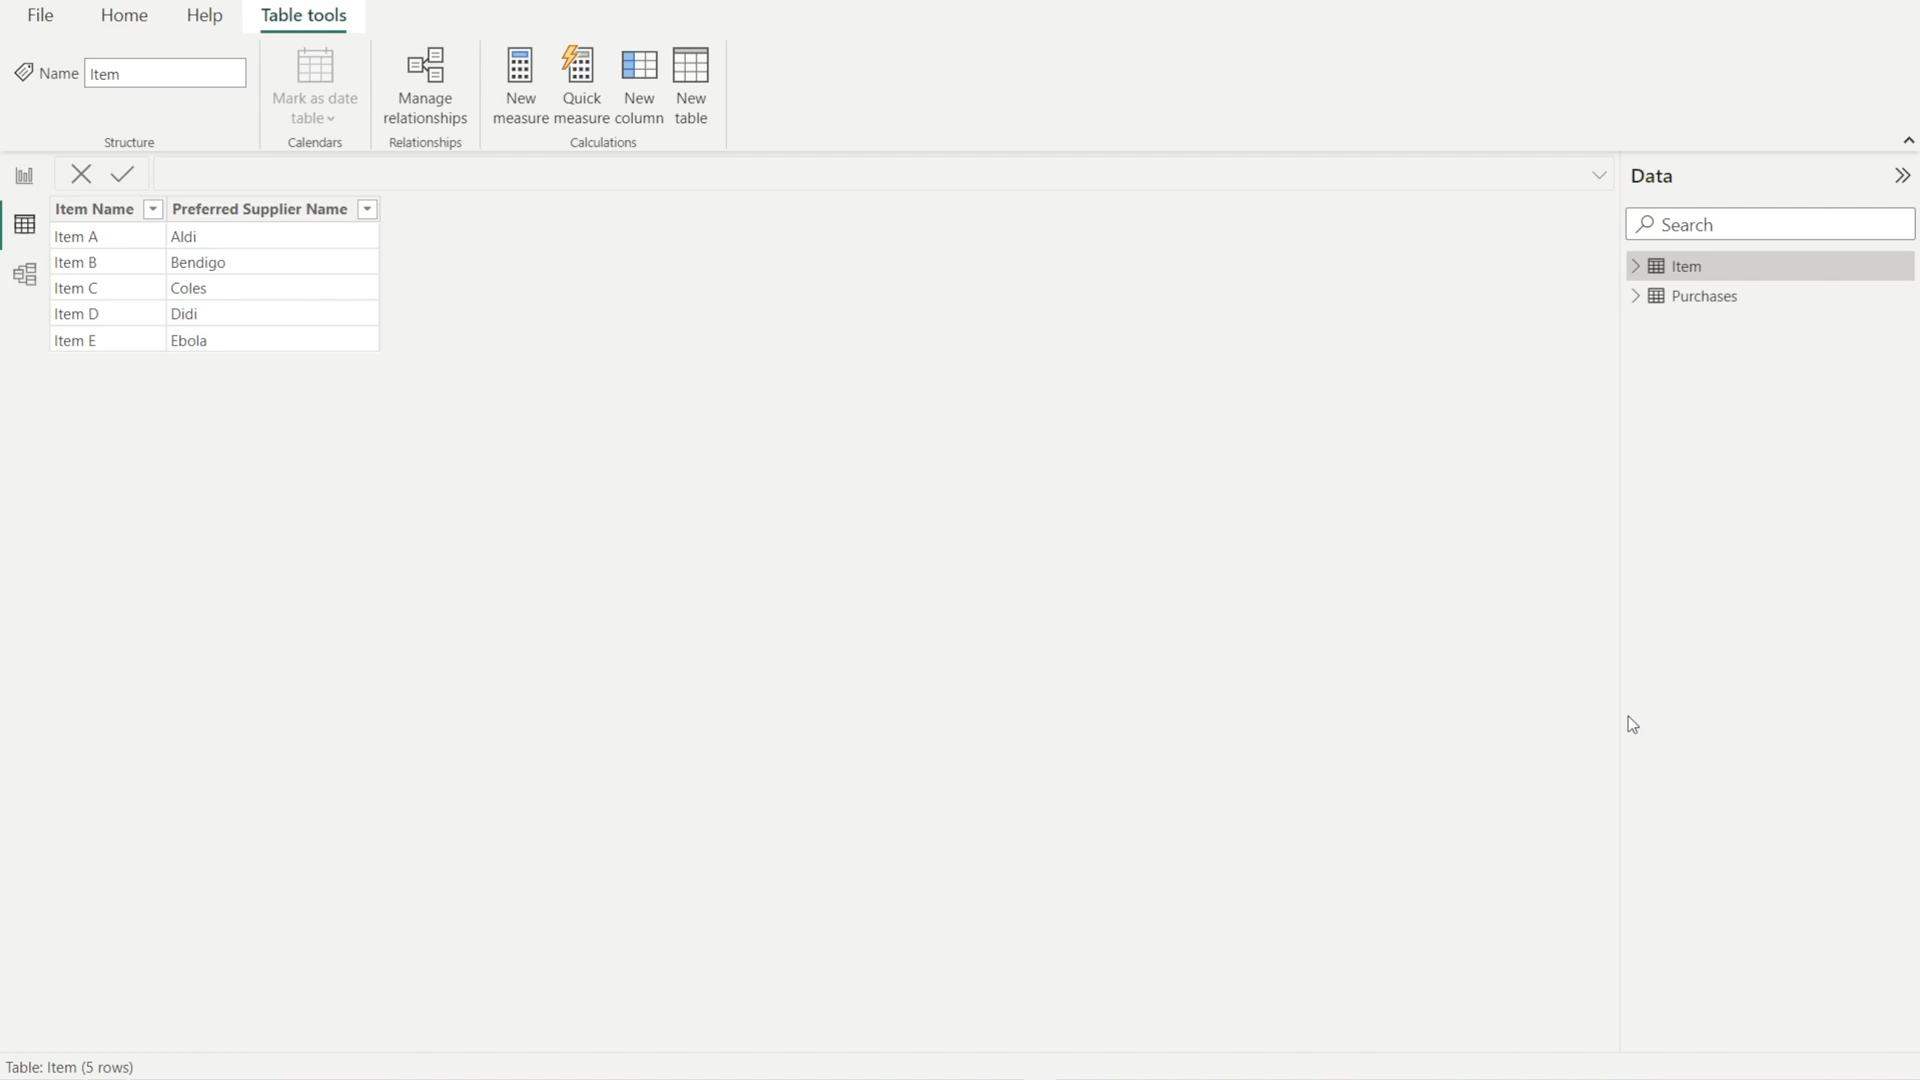 File Home Help Table tools
Name Item
Mark as date table
Manage relationships
New measure
Quick measure
New column
New table
Structure Calendars Relationships Calculations
Data
Search
Item
Purchases
Item Name Preferred Supplier Name
Item A Aldi
Item B Bendigo
Item C Coles
Item D Didi
Item E Ebola
Table: Item (5 rows)